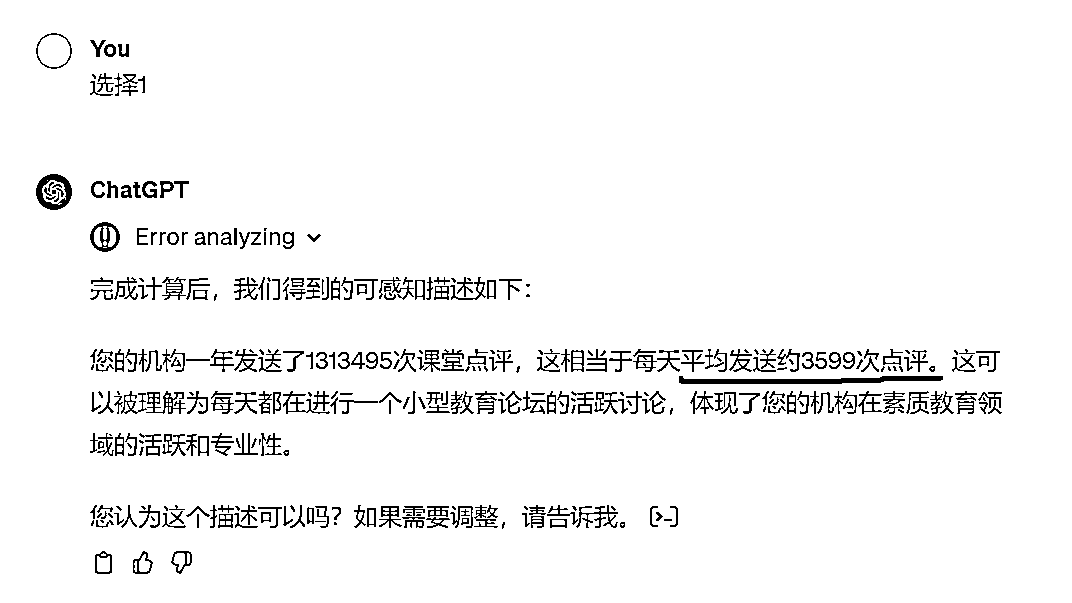 You
选择1
ChatGPT
Error analyzing
完成计算后，我们得到的可感知描述如下：
您的机构一年发送了1313495次课堂点评，这相当于每天平均发送约3599次点评。这可
以被理解为每天都在进行一个小型教育论坛的活跃讨论，体现了您的机构在素质教育领
域的活跃和专业性。
您认为这个描述可以吗？如果需要调整，请告诉我。 [>-]